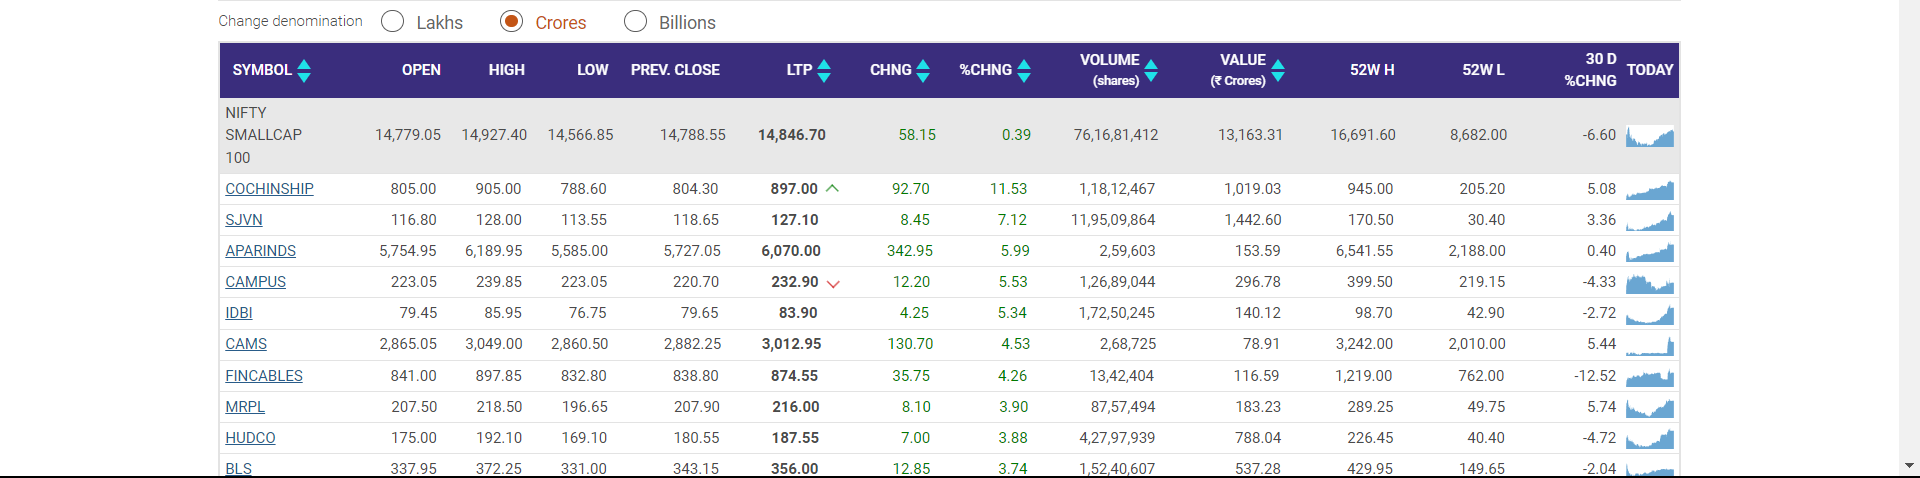 Change denomination Lakhs Crores Billions
SYMBOL OPEN HIGH LOW PREV. CLOSE LTP CHNG %CHNG VOLUME (shares) VALUE (₹ Crores) 52W H 52W L 30 D %CHNG TODAY
NIFTY SMALLCAP 100 14,779.05 14,927.40 14,566.85 14,788.55 14,846.70 58.15 0.39 76,16,81,412 13,163.31 16,691.60 8,682.00 -6.60
COCHINSHIP 805.00 905.00 788.60 804.30 897.00 92.70 11.53 1,18,12,467 1,019.03 945.00 205.20 5.08
SJVN 116.80 128.00 113.55 118.65 127.10 8.45 7.12 11,95,09,864 1,442.60 170.50 30.40 3.36
APARINDS 5,754.95 6,189.95 5,585.00 5,727.05 6,070.00 342.95 5.99 2,59,603 153.59 6,541.55 2,188.00 0.40
CAMPUS 223.05 239.85 223.05 220.70 232.90 12.20 5.53 1,26,89,044 296.78 399.50 219.15 -4.33
IDBI 79.45 85.95 76.75 79.65 83.90 4.25 5.34 1,72,50,245 140.12 98.70 42.90 -2.72
CAMS 2,865.05 3,049.00 2,860.50 2,882.25 3,012.95 130.70 4.53 2,68,725 78.91 3,242.00 2,010.00 5.44
FINCABLES 841.00 897.85 832.80 838.80 874.55 35.75 4.26 13,42,404 116.59 1,219.00 762.00 -12.52
MRPL 207.50 218.50 196.65 207.90 216.00 8.10 3.90 87,57,494 183.23 289.25 49.75 5.74
HUDCO 175.00 192.10 169.10 180.55 187.55 7.00 3.88 4,27,97,939 788.04 226.45 40.40 -4.72
BLS 337.95 372.25 331.00 343.15 356.00 12.85 3.74 1,52,40,607 537.28 429.95 149.65 -2.04